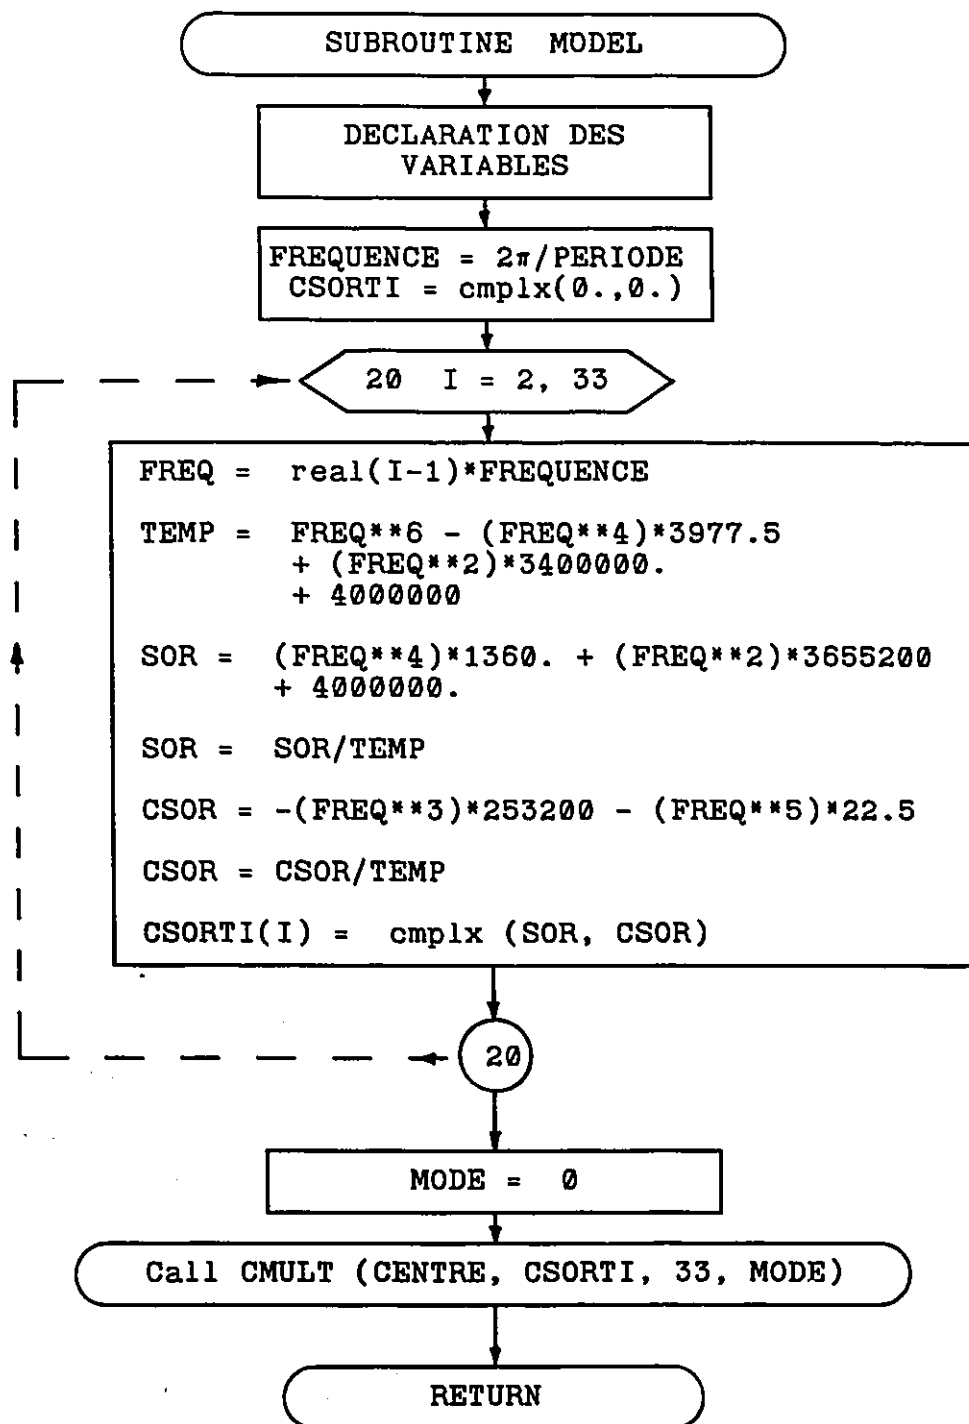 SUBROUTINE MODEL
DECLARATION DES
VARIABLES
FREQUENCE = 2π/PERIODE
CSORTI = cmplx(0.,0.)
20 I = 2, 33
FREQ = real(I-1)*FREQUENCE
TEMP = FREQ**6 - (FREQ**4)*3977.5
+ (FREQ**2)*3400000.
+ 4000000
SOR = (FREQ**4)*1360. + (FREQ**2)*3655200
+ 4000000.
SOR = SOR/TEMP
CSOR = -(FREQ**3)*253200 - (FREQ**5)*22.5
CSOR = CSOR/TEMP
CSORTI(I) = cmplx (SOR, CSOR)
20
MODE = 0
Call CMULT (CENTRE, CSORTI, 33, MODE)
RETURN